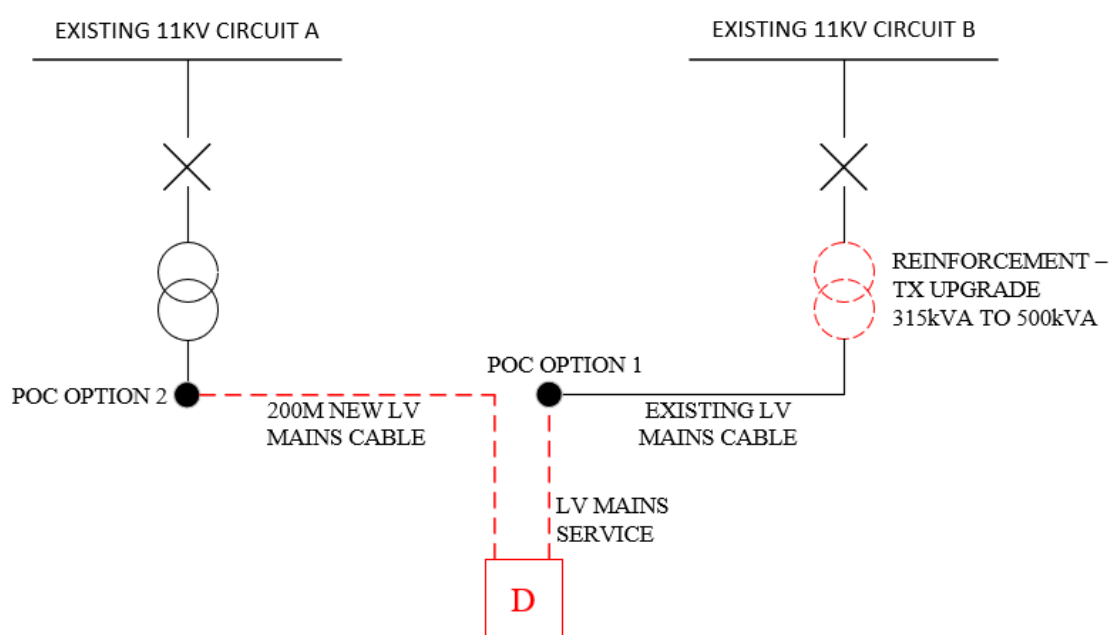 EXISTING 11KV CIRCUIT A
EXISTING 11KV CIRCUIT B
REINFORCEMENT –
TX UPGRADE
315kVA TO 500kVA
POC OPTION 1
POC OPTION 2
200M NEW LV
MAINS CABLE
EXISTING LV
MAINS CABLE
LV MAINS
SERVICE
D